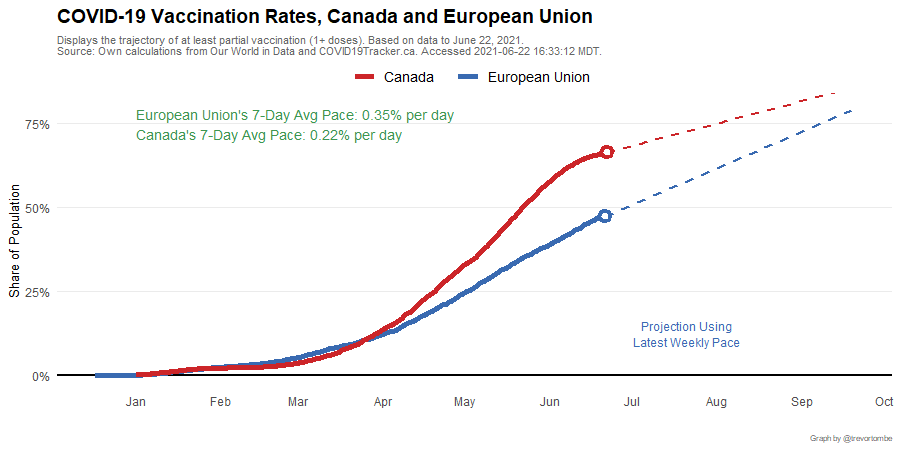 COVID-19 Vaccination Rates, Canada and European Union
Displays the trajectory of at least partial vaccination (1+ doses). Based on data to June 22, 2021.
Source: Own calculations from Our World in Data and COVID19Tracker.ca. Accessed 2021-06-22 16:33:12 MDT.
Canada European Union
European Union's 7-Day Avg Pace: 0.35% per day
Canada's 7-Day Avg Pace: 0.22% per day
75%
50%
25%
0%
Share of Population
Projection Using
Latest Weekly Pace
Jan Feb Mar Apr May Jun Jul Aug Sep Oct
Graph by @trevortombe